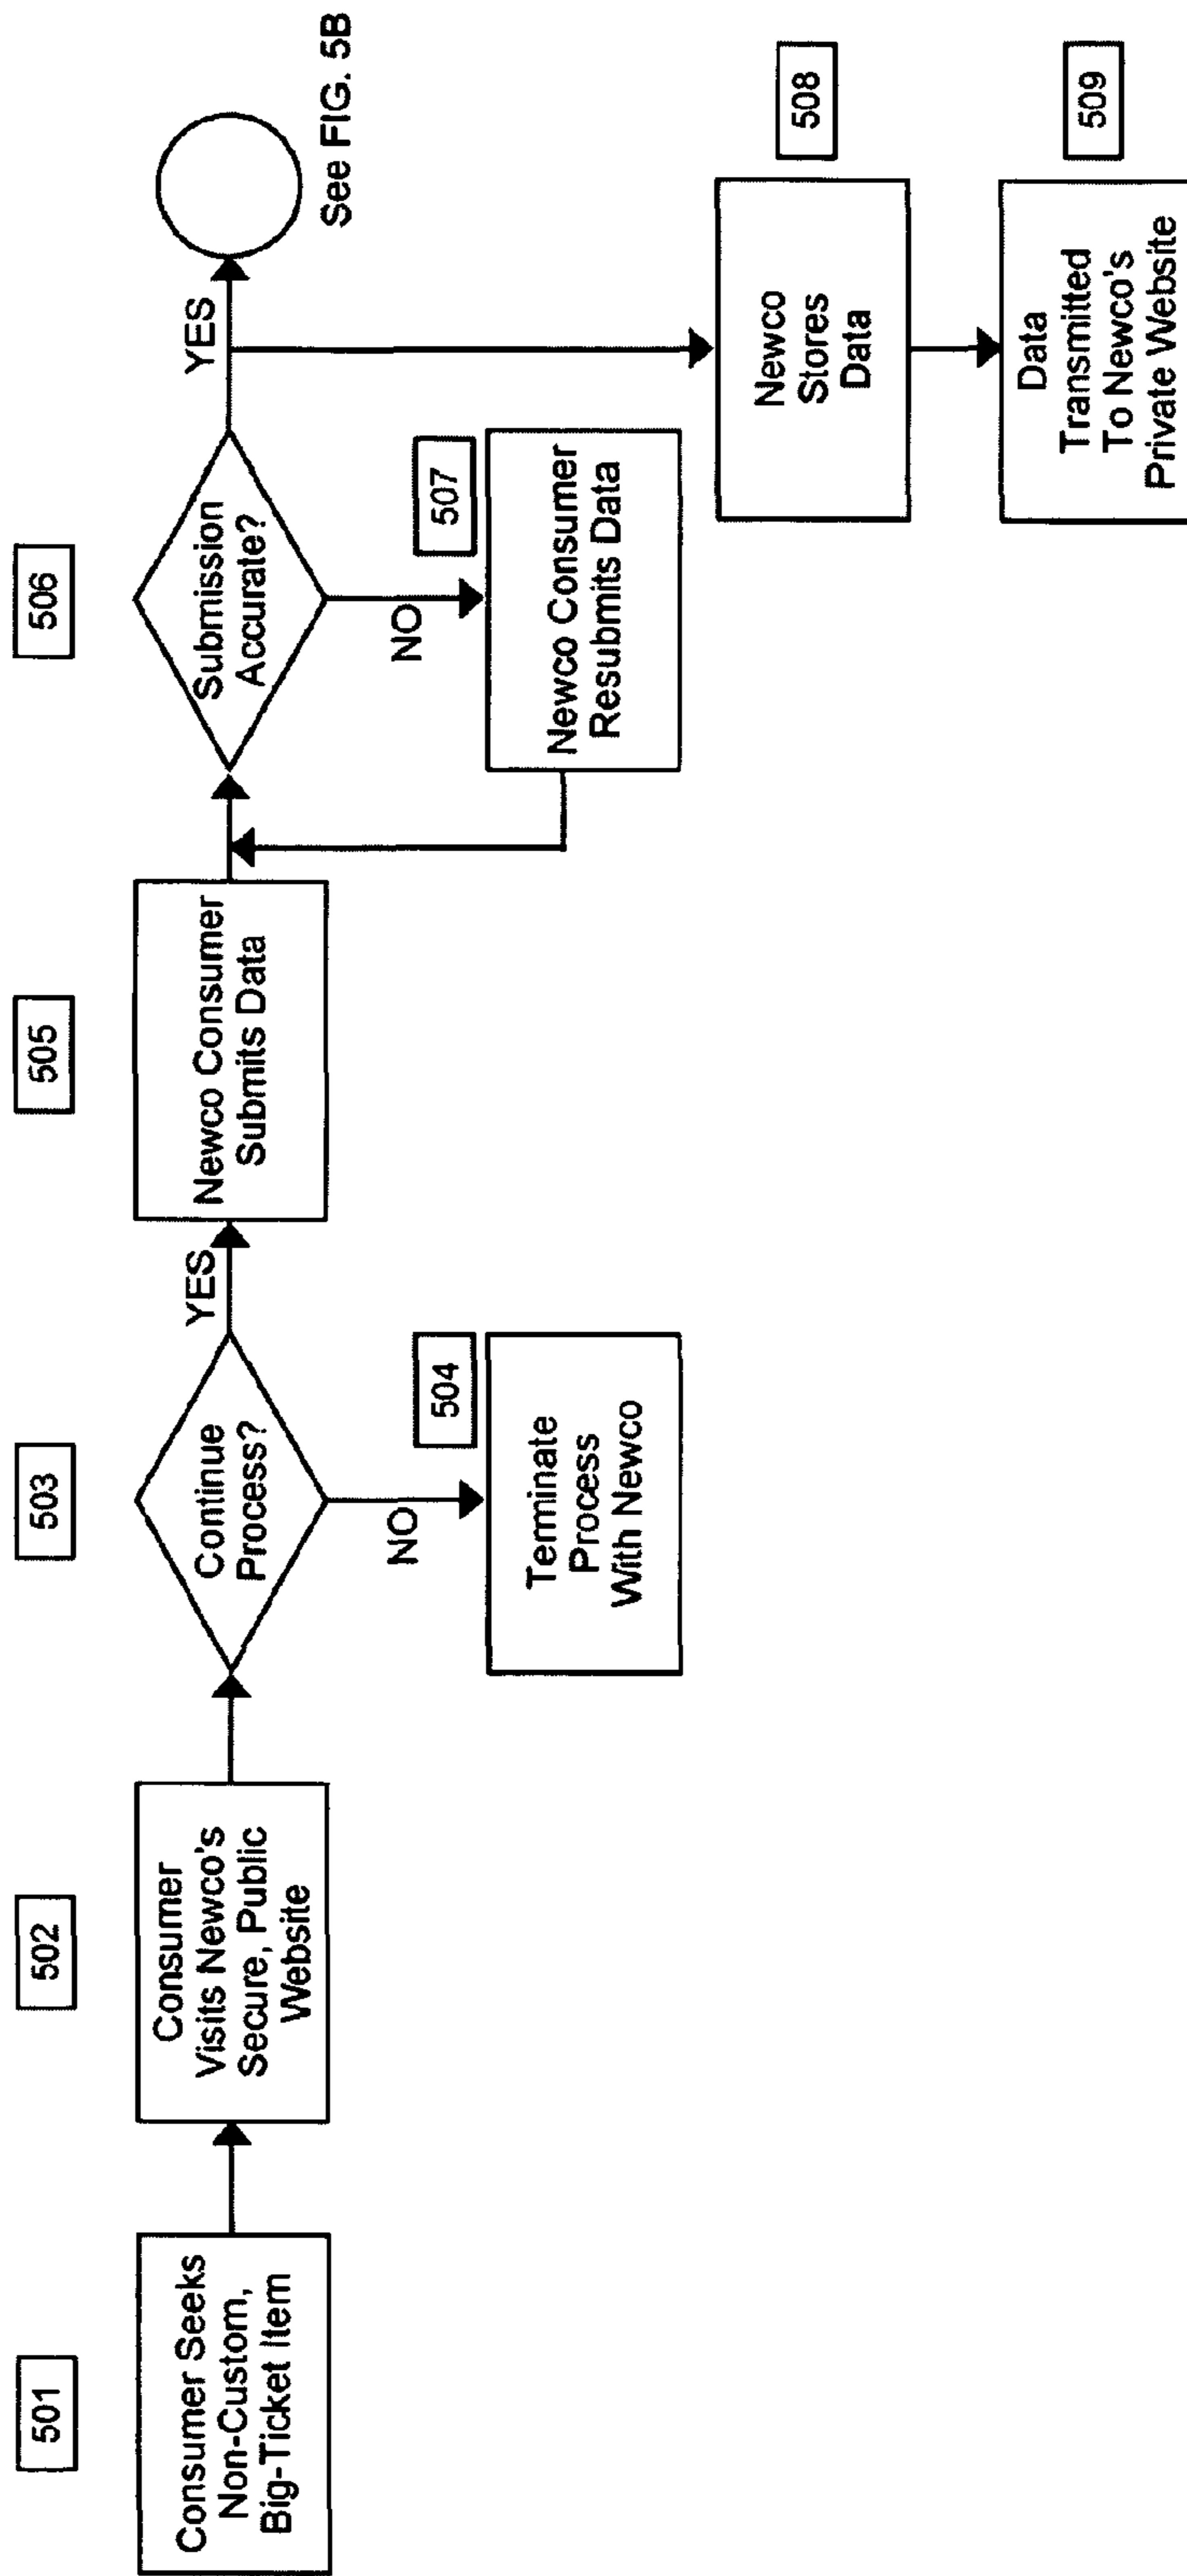 501
Consumer Seeks
Non-Custom,
Big-Ticket Item
502
Consumer
Visits Newco's
Secure, Public
Website
503
Continue
Process?
YES
NO
504
Terminate
Process
With Newco
505
Newco Consumer
Submits Data
506
Submission
Accurate?
YES
NO
507
Newco Consumer
Resubmits Data
See FIG. 5B
508
Newco
Stores
Data
509
Data
Transmitted
To Newco's
Private Website